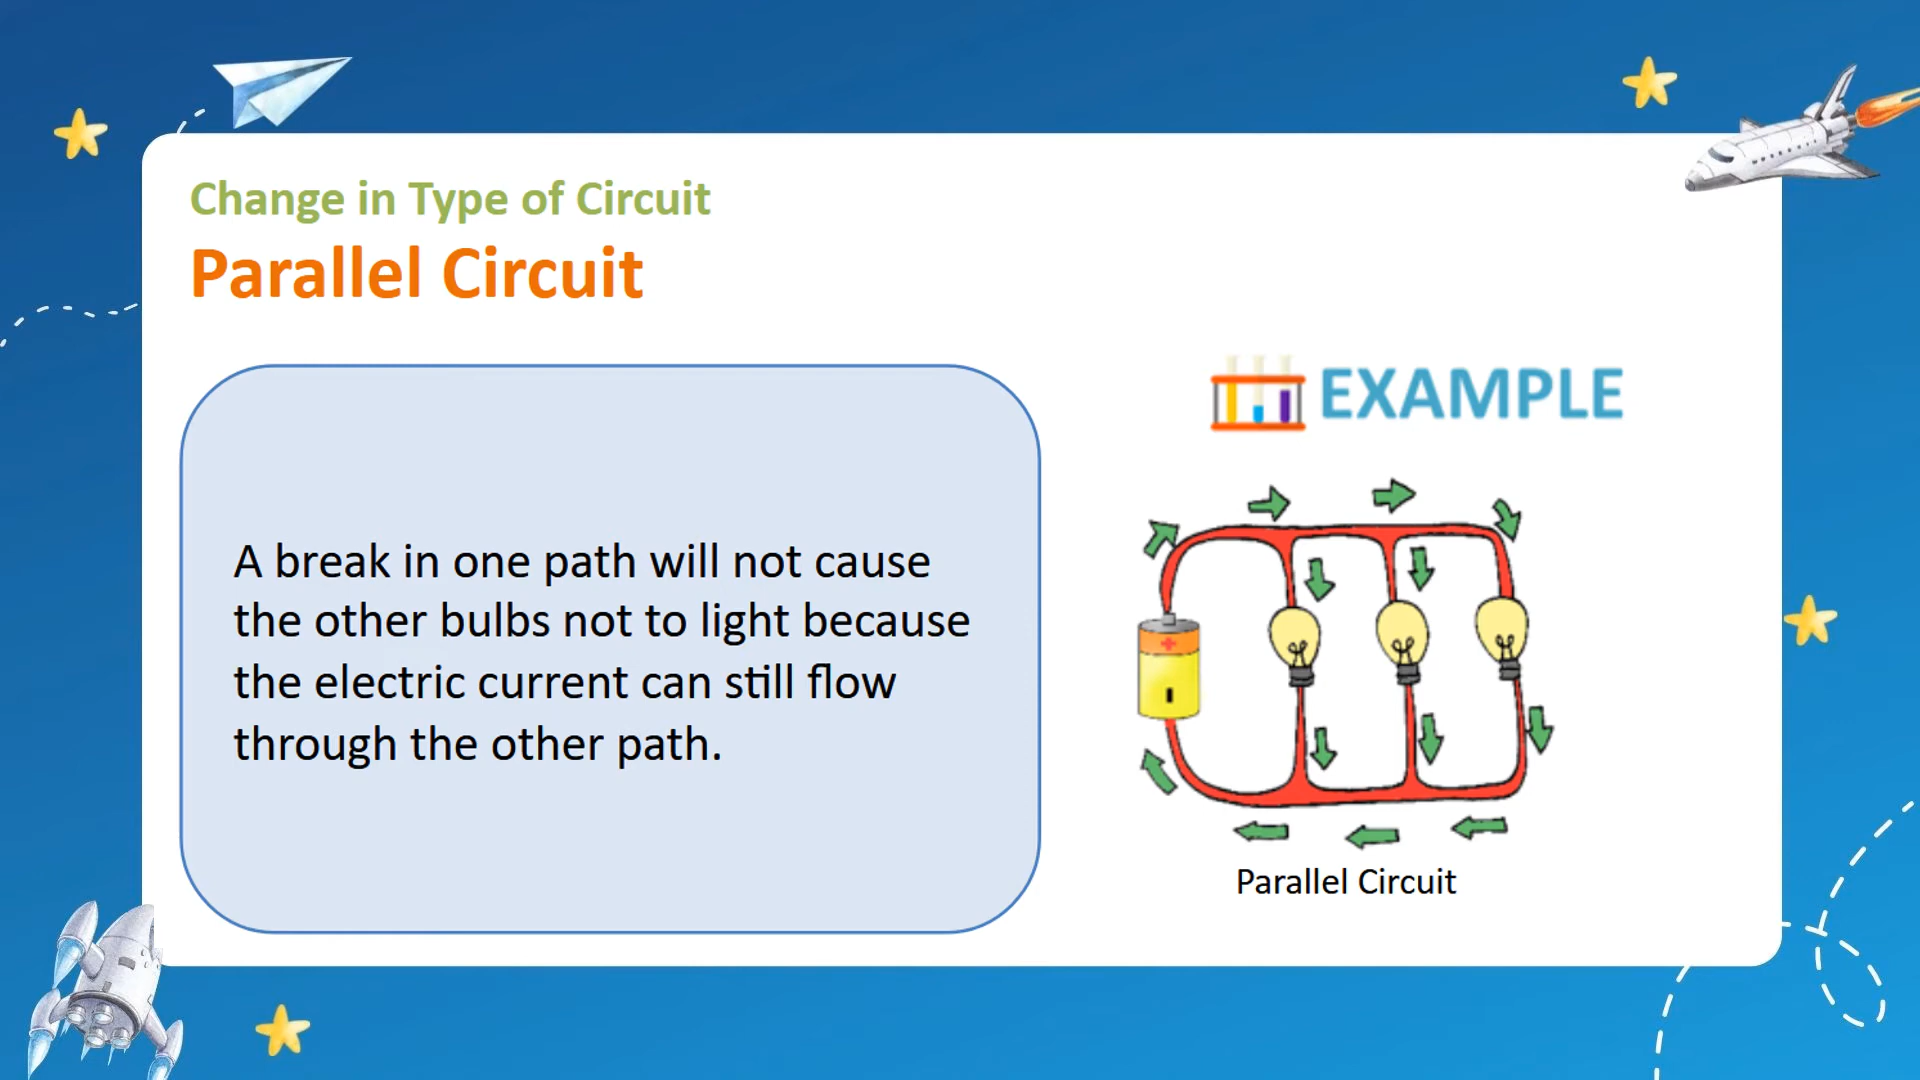 Change in Type of Circuit
Parallel Circuit
EXAMPLE
A break in one path will not cause
the other bulbs not to light because
the electric current can still flow
through the other path.
+
Parallel Circuit